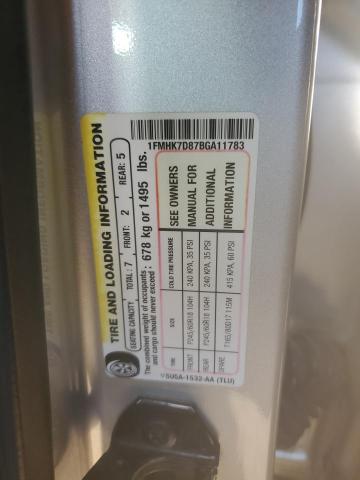 1FMHK7D87BGA11783
TIRE AND LOADING INFORMATION
SEATING CAPACITY TOTAL: 7 FRONT: 2 REAR: 5
The combined weight of occupants and cargo should never exceed: 678 kg or 1495 lbs.
TIRE SIZE COLD TIRE PRESSURE
FRONT P245/60R18 104H 240 KPA, 35 PSI
REAR P245/60R18 104H 240 KPA, 35 PSI
SPARE T165/80D17 115M 415 KPA, 60 PSI
SEE OWNERS
MANUAL FOR
ADDITIONAL
INFORMATION
5U5A-1532-AA (TLU)